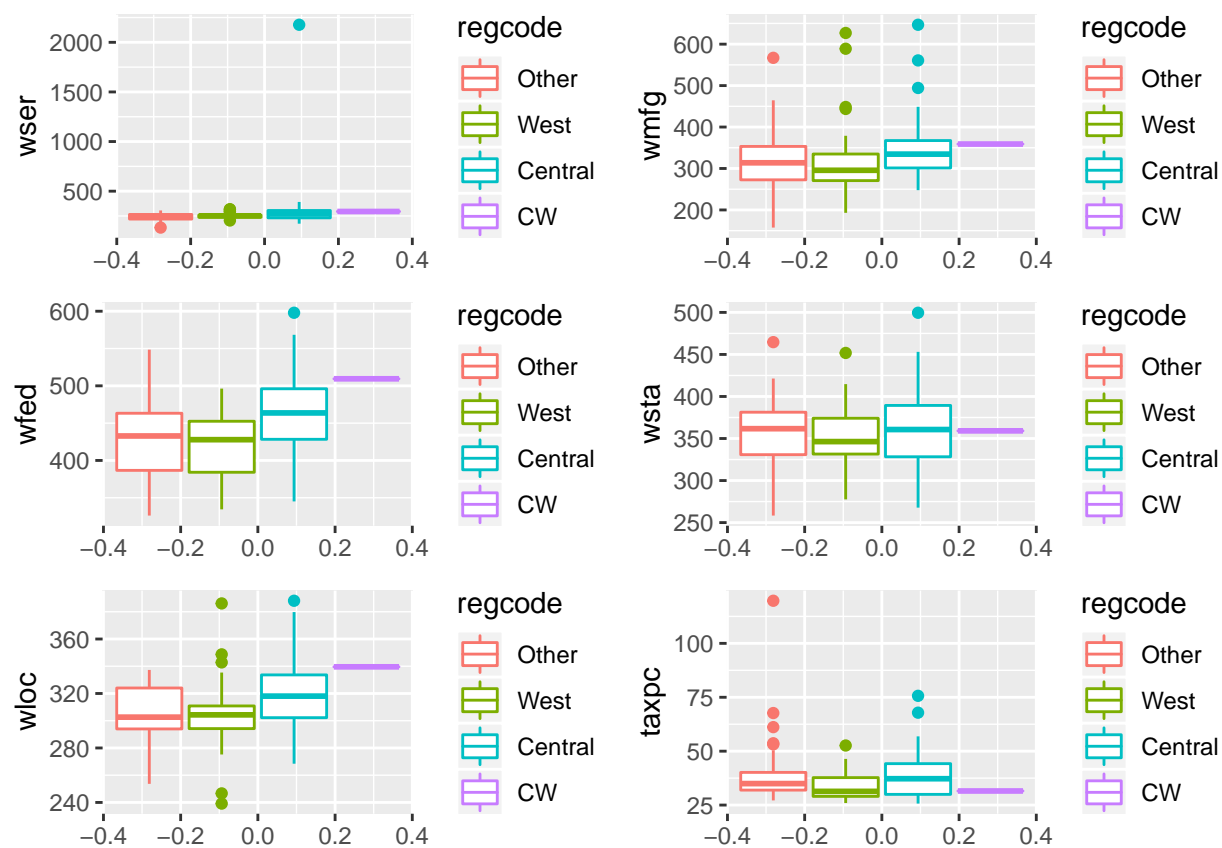 wser
2000
1500
1000
500
−0.4 −0.2 0.0 0.2 0.4
regcode
Other
West
Central
CW
wmfg
600
500
400
300
200
−0.4 −0.2 0.0 0.2 0.4
regcode
Other
West
Central
CW
wfed
600
500
400
−0.4 −0.2 0.0 0.2 0.4
regcode
Other
West
Central
CW
wsta
500
450
400
350
300
250
−0.4 −0.2 0.0 0.2 0.4
regcode
Other
West
Central
CW
wloc
360
320
280
240
−0.4 −0.2 0.0 0.2 0.4
regcode
Other
West
Central
CW
taxpc
100
75
50
25
−0.4 −0.2 0.0 0.2 0.4
regcode
Other
West
Central
CW